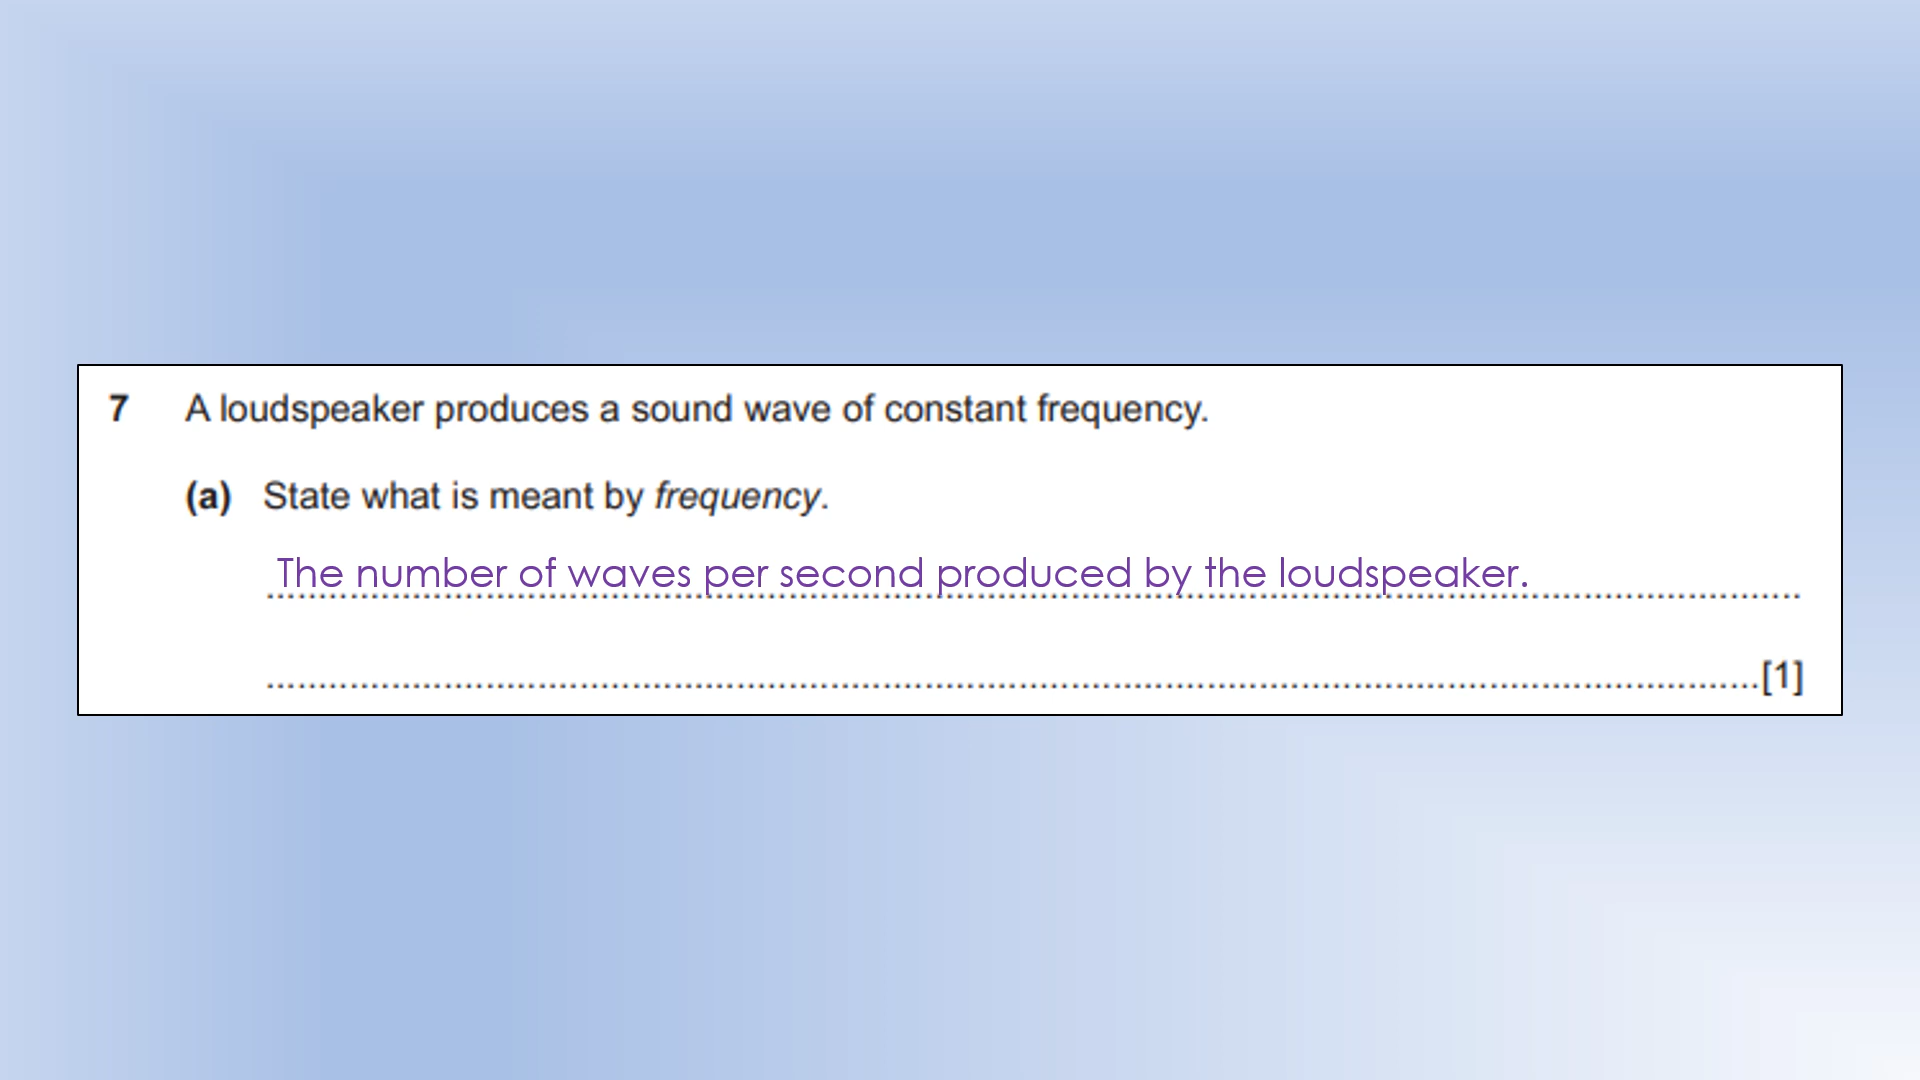 7 A loudspeaker produces a sound wave of constant frequency.
(a) State what is meant by frequency.
The number of waves per second produced by the loudspeaker.
[1]